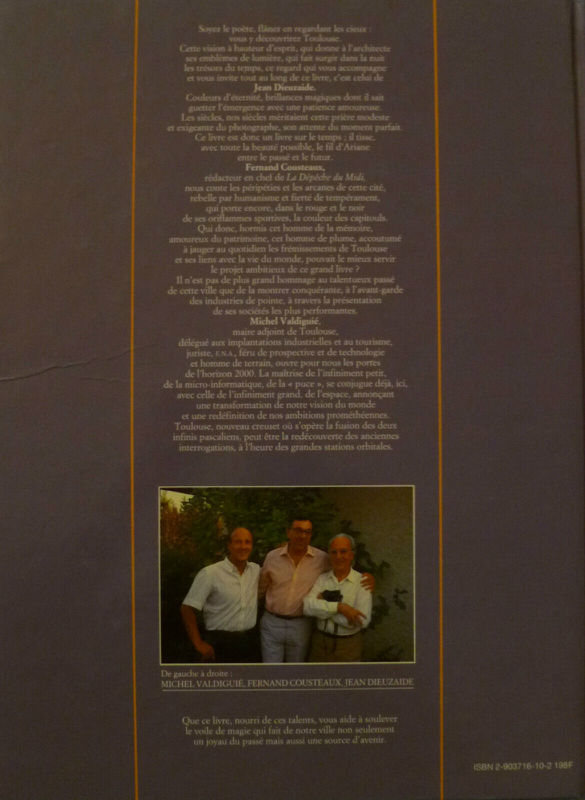 Soyez le poète, flânez en regardant les cieux :
vous y découvrirez Toulouse.
Cette vision à hauteur d'esprit, qui donne à l'architecte
ses emblèmes de lumière, qui fait surgir dans la nuit
les trésors du temps, ce regard qui vous accompagne
et vous invite tout au long de ce livre, c'est celui de
Jean Dieuzaide.
Couleurs d'éternité, brillances magiques dont il sait
guetter l'émergence avec une patience amoureuse.
Les siècles, nos siècles méritaient cette prière modeste
et exigeante du photographe, son attente du moment parfait.
Ce livre est donc un livre sur le temps ; il tisse,
avec toute la beauté possible, le fil d'Ariane
entre le passé et le futur.
Fernand Cousteaux,
rédacteur en chef de La Dépêche du Midi,
nous conte les péripéties et les arcanes de cette cité,
rebelle par humanisme et fierté de tempérament,
qui porte encore, dans le rouge et le noir
de ses oriflammes sportives, la couleur des capitouls.
Qui donc, hormis cet homme de la mémoire,
amoureux du patrimoine, cet homme de plume, accoutumé
à jauger au quotidien les frémissements de Toulouse
et ses liens avec la vie du monde, pouvait le mieux servir
le projet ambitieux de ce grand livre ?
Il n'est pas de plus grand hommage au talentueux passé
de cette ville que de la montrer conquérante, à l'avant-garde
des industries de pointe, à travers la présentation
de ses sociétés les plus performantes.
Michel Valdiguié,
maire adjoint de Toulouse,
délégué aux implantations industrielles et au tourisme,
juriste, E.N.A., féru de prospective et de technologie
et homme de terrain, ouvre pour nous les portes
de l'horizon 2000. La maîtrise de l'infiniment petit,
de la micro-informatique, de la « puce », se conjugue déjà, ici,
avec celle de l'infiniment grand, de l'espace, annonçant
une transformation de notre vision du monde
et une redéfinition de nos ambitions prométhéennes.
Toulouse, nouveau creuset où s'opère la fusion des deux
infinis pascaliens, peut être la redécouverte des anciennes
interrogations, à l'heure des grandes stations orbitales.
De gauche à droite :
MICHEL VALDIGUIÉ, FERNAND COUSTEAUX, JEAN DIEUZAIDE
Que ce livre, nourri de ces talents, vous aide à soulever
le voile de magie qui fait de notre ville non seulement
un joyau du passé mais aussi une source d'avenir.
ISBN 2-903716-10-2 198F